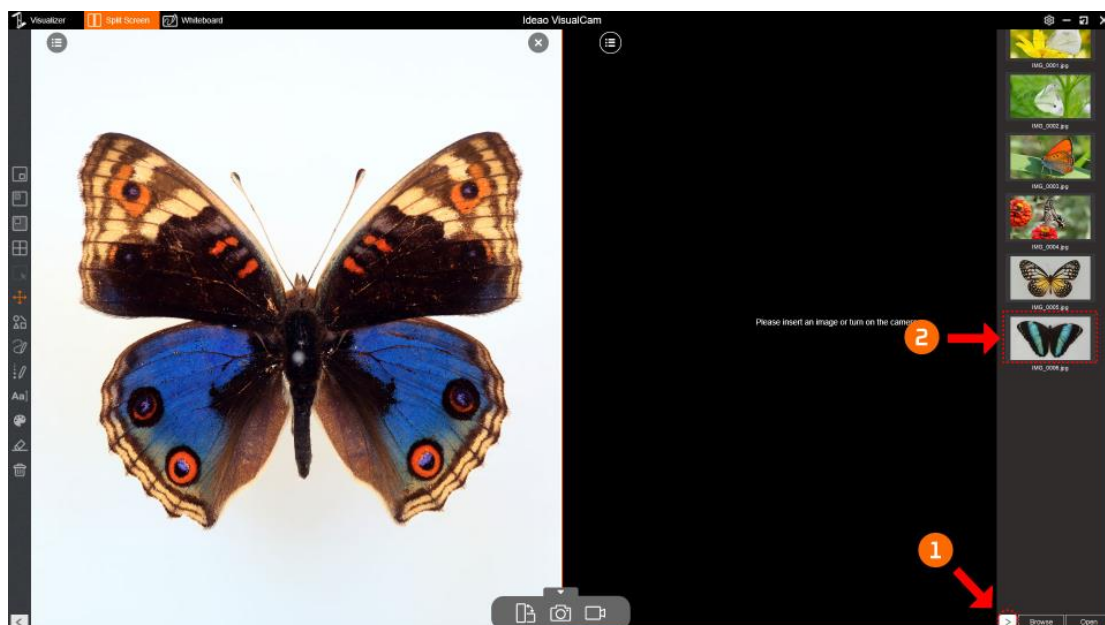 Visualizer
Split Screen
Whiteboard
Ideao VisualCam
IMG_0001.jpg
IMG_0002.jpg
IMG_0003.jpg
IMG_0004.jpg
IMG_0005.jpg
IMG_0006.jpg
Please insert an image or turn on the camera
2
Aa
1
Browse
Open